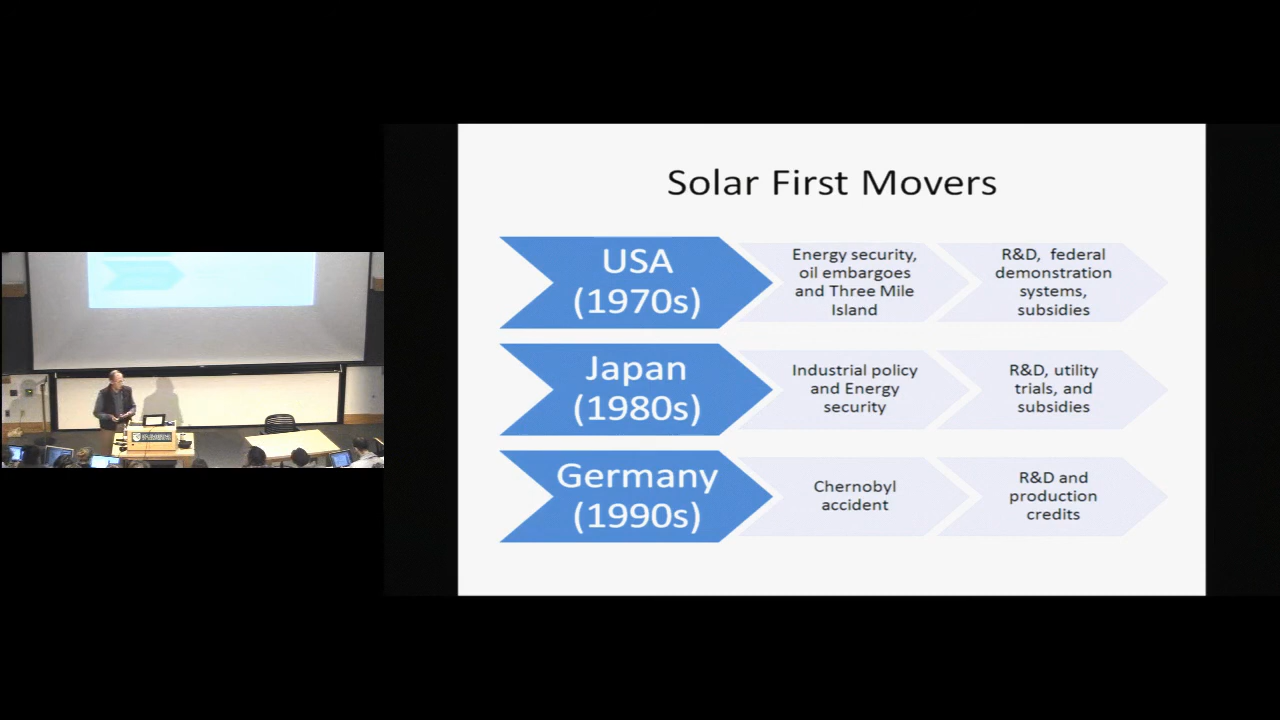 Solar First Movers
USA
(1970s)
Energy security,
oil embargoes
and Three Mile
Island
R&D, federal
demonstration
systems,
subsidies
Japan
(1980s)
Industrial policy
and Energy
security
R&D, utility
trials, and
subsidies
Germany
(1990s)
Chernobyl
accident
R&D and
production
credits